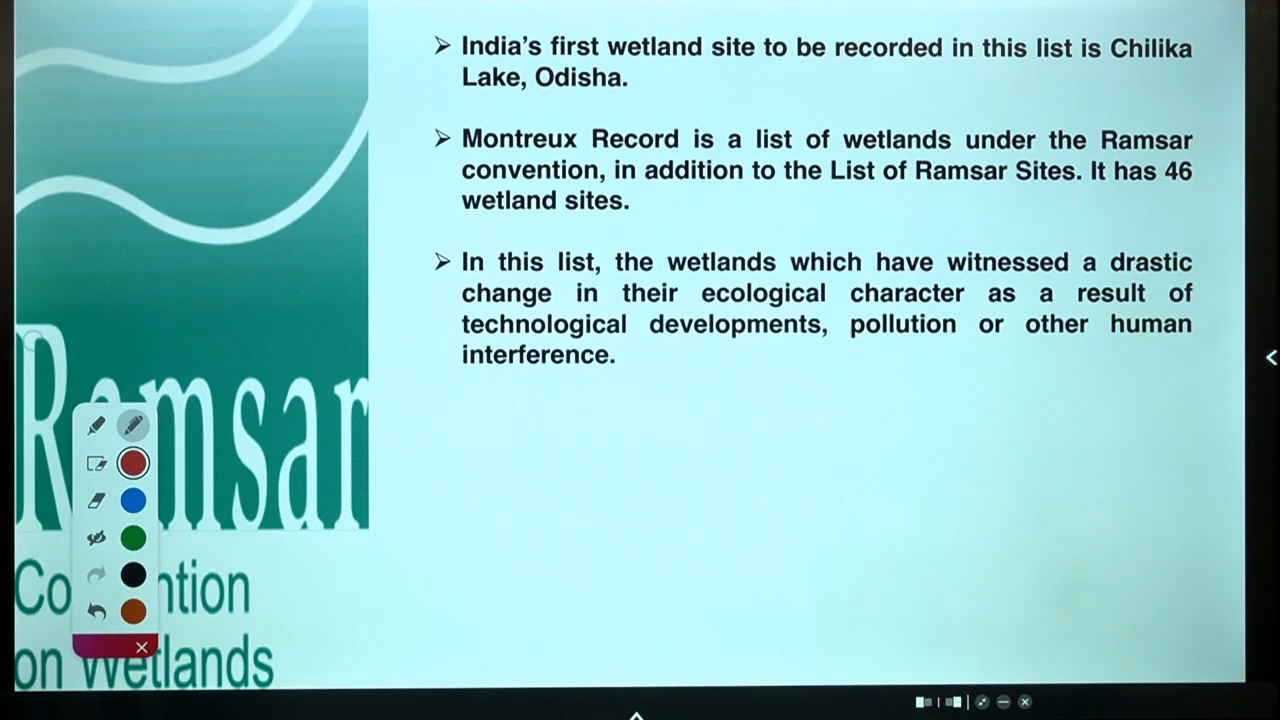 ➢ India’s first wetland site to be recorded in this list is Chilika
Lake, Odisha.
➢ Montreux Record is a list of wetlands under the Ramsar
convention, in addition to the List of Ramsar Sites. It has 46
wetland sites.
➢ In this list, the wetlands which have witnessed a drastic
change in their ecological character as a result of
technological developments, pollution or other human
interference.
Ramsar
Co ntion
on Wetlands